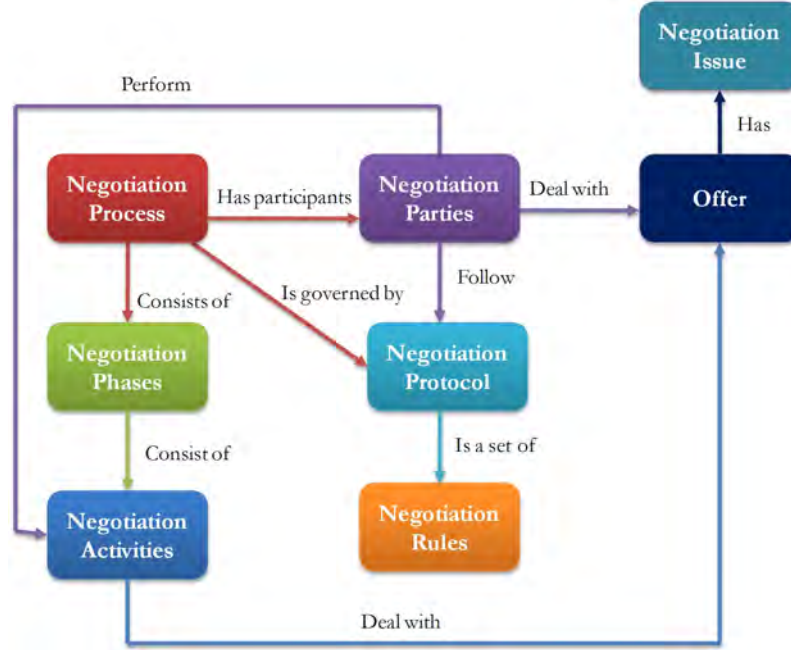 Negotiation
Issue
Perform
Has
Negotiation
Process
Has participants
Negotiation
Parties
Deal with
Offer
Consists of
Is governed by
Follow
Negotiation
Phases
Negotiation
Protocol
Consist of
Is a set of
Negotiation
Activities
Negotiation
Rules
Deal with